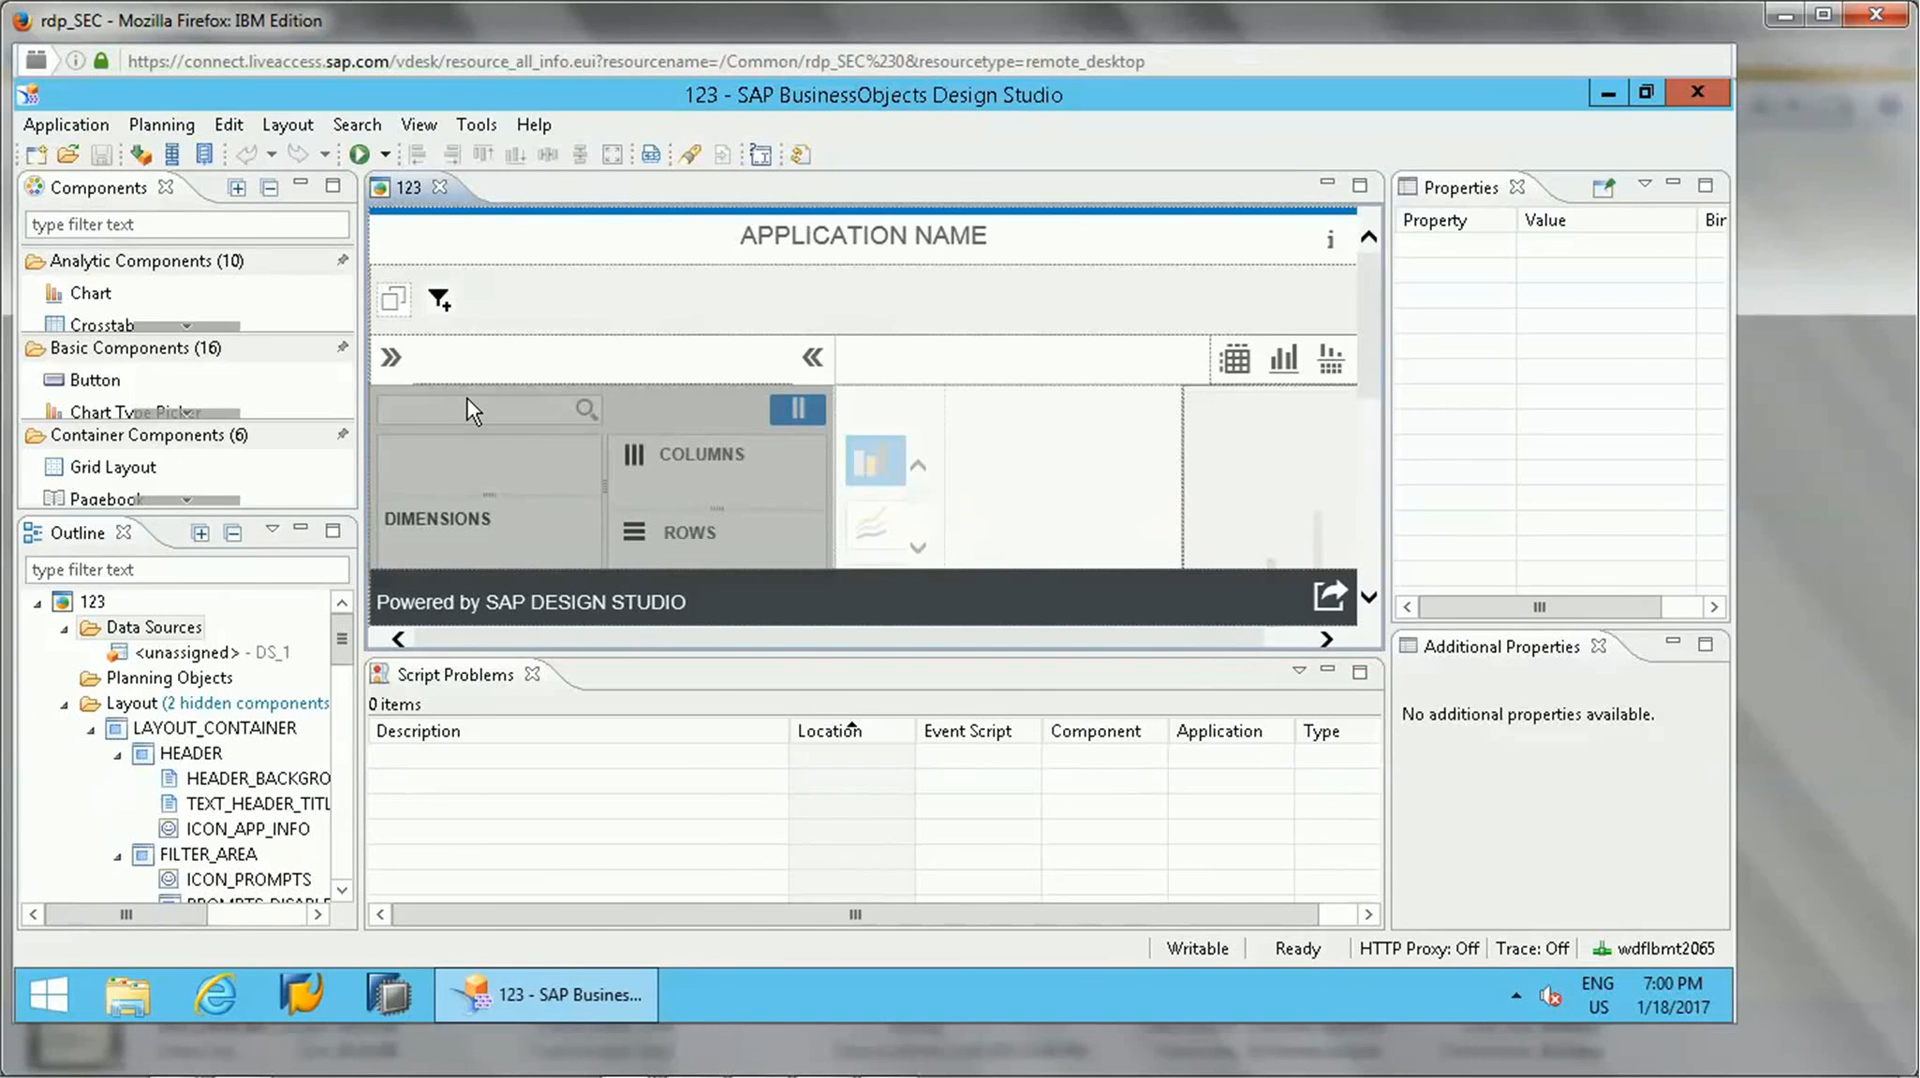 rdp_SEC - Mozilla Firefox: IBM Edition
https://connect.liveaccess.sap.com/vdesk/resource_all_info.eui?resourcename=/Common/rdp_SEC%230&resourcetype=remote_desktop
123 - SAP BusinessObjects Design Studio
Application Planning Edit Layout Search View Tools Help
Components
type filter text
Analytic Components (10)
Chart
Crosstab
Basic Components (16)
Button
Chart Type Picker
Container Components (6)
Grid Layout
Pagebook
Outline
type filter text
123
Data Sources
<unassigned> - DS_1
Planning Objects
Layout (2 hidden components
LAYOUT_CONTAINER
HEADER
HEADER_BACKGRO
TEXT_HEADER_TITL
ICON_APP_INFO
FILTER_AREA
ICON_PROMPTS
123
APPLICATION NAME
COLUMNS
DIMENSIONS
ROWS
Powered by SAP DESIGN STUDIO
Script Problems
0 items
Description Location Event Script Component Application Type
Properties
Property Value Bir
Additional Properties
No additional properties available.
Writable Ready HTTP Proxy: Off Trace: Off wdflbmt2065
123 - SAP Busines...
ENG
US
7:00 PM
1/18/2017